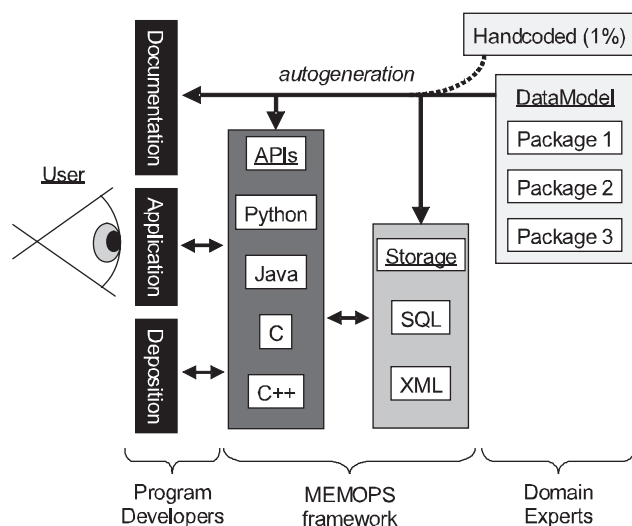 Handcoded (1%)
Documentation
autogeneration
DataModel
Package 1
Package 2
Package 3
APIs
Python
Java
C
C++
User
Application
Storage
SQL
XML
Deposition
Program
Developers
MEMOPS
framework
Domain
Experts